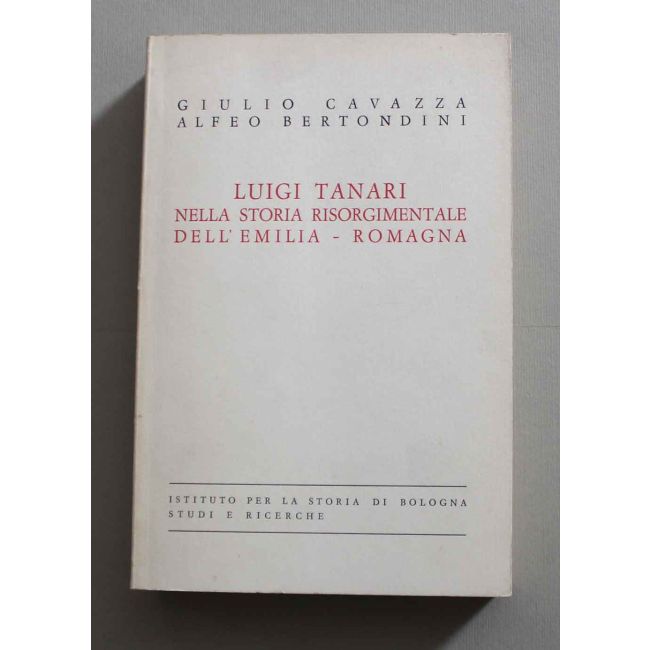 GIULIO CAVAZZA
ALFEO BERTONDINI
LUIGI TANARI
NELLA STORIA RISORGIMENTALE
DELL'EMILIA - ROMAGNA
ISTITUTO PER LA STORIA DI BOLOGNA
STUDI E RICERCHE